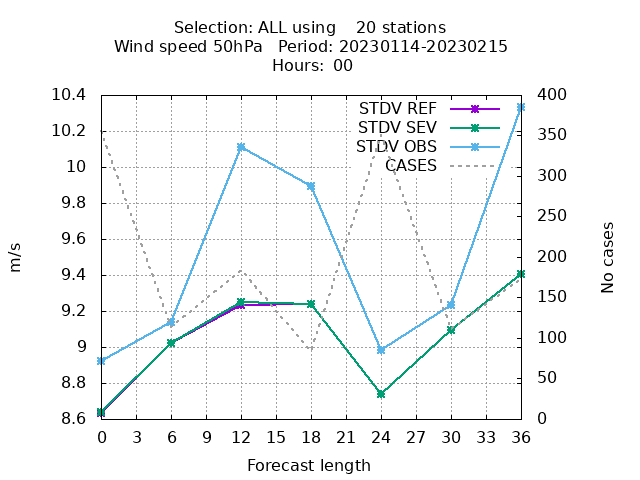 Selection: ALL using    20 stations
Wind speed 50hPa   Period: 20230114-20230215
Hours:  00
10.4
10.2
10
9.8
9.6
9.4
9.2
9
8.8
8.6
400
350
300
250
200
150
100
50
0
STDV REF
STDV SEV
STDV OBS
CASES
m/s
No cases
0 3 6 9 12 15 18 21 24 27 30 33 36
Forecast length